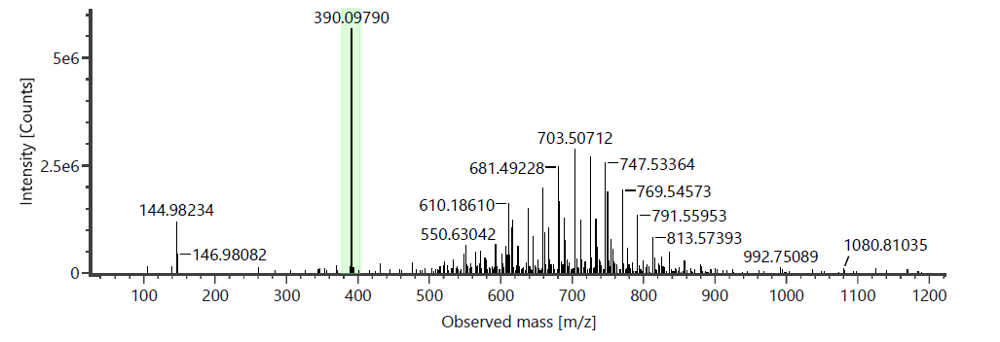 390.09790
5e6
703.50712
2.5e6
681.49228
747.53364
769.54573
610.18610
144.98234
791.55953
550.63042
813.57393
146.98082
992.75089
1080.81035
0
100 200 300 400 500 600 700 800 900 1000 1100 1200
Intensity [Counts]
Observed mass [m/z]